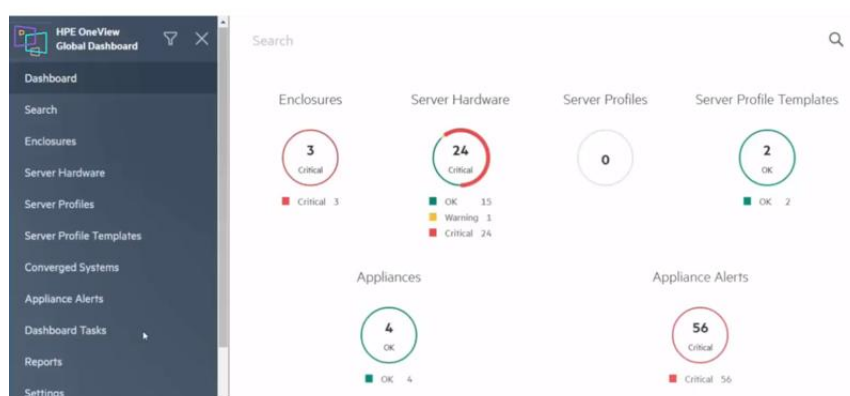 HPE OneView
Global Dashboard
Dashboard
Search
Enclosures
Server Hardware
Server Profiles
Server Profile Templates
Converged Systems
Appliance Alerts
Dashboard Tasks
Reports
Settings
Search
Enclosures
3
Critical
Critical 3
Server Hardware
24
Critical
OK 15
Warning 1
Critical 24
Server Profiles
0
Server Profile Templates
2
OK
OK 2
Appliances
4
OK
OK 4
Appliance Alerts
56
Critical
Critical 56